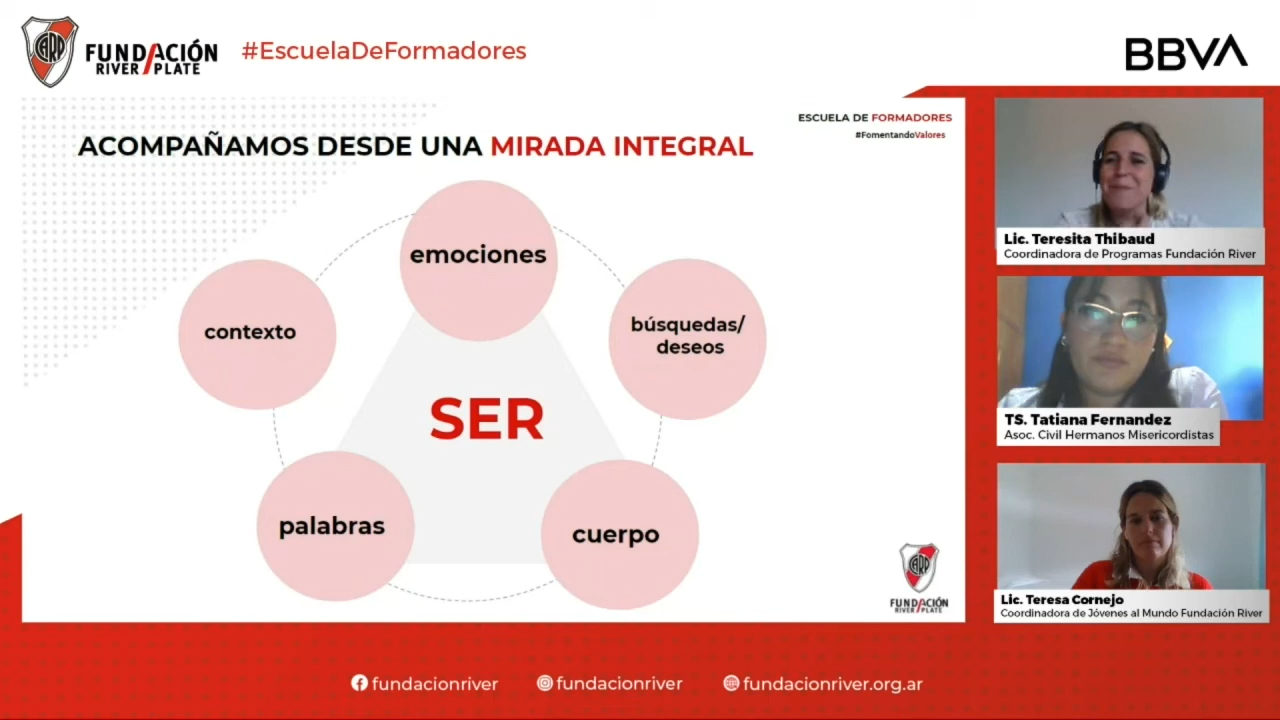 CARP
FUNDACIÓN
RIVER PLATE
#EscuelaDeFormadores
BBVA
ESCUELA DE FORMADORES
#FomentandoValores
ACOMPAÑAMOS DESDE UNA MIRADA INTEGRAL
emociones
contexto
búsquedas/
deseos
SER
palabras
cuerpo
CARP
FUNDACIÓN
RIVER PLATE
Lic. Teresita Thibaud
Coordinadora de Programas Fundación River
TS. Tatiana Fernandez
Asoc. Civil Hermanos Misericordistas
Lic. Teresa Cornejo
Coordinadora de Jóvenes al Mundo Fundación River
fundacionriver
fundacionriver
fundacionriver.org.ar